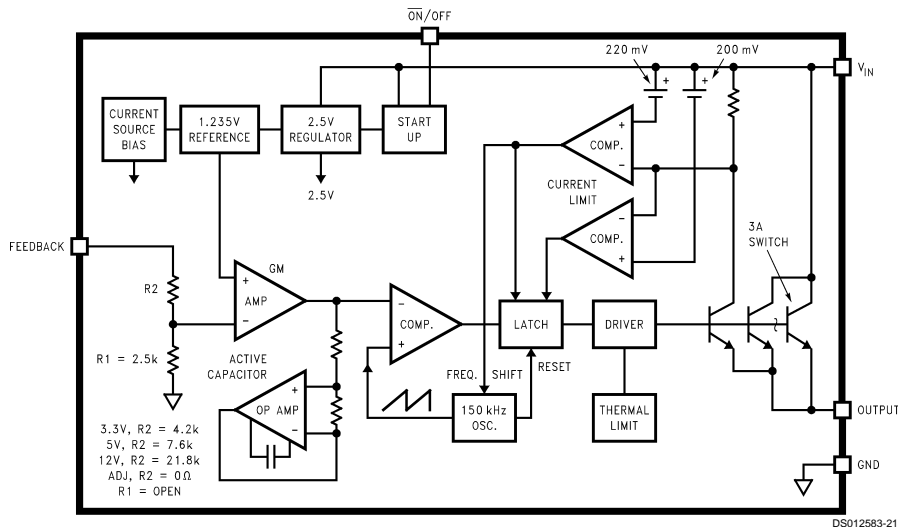 ON/OFF
220 mV
200 mV
VIN
CURRENT
SOURCE
BIAS
1.235V
REFERENCE
2.5V
REGULATOR
START
UP
2.5V
+
+
+
COMP.
−
CURRENT
LIMIT
−
COMP.
+
3A
SWITCH
FEEDBACK
R2
R1 = 2.5k
GM
+
AMP
−
−
COMP.
+
LATCH
DRIVER
ACTIVE
CAPACITOR
+
OP AMP
−
FREQ. SHIFT
RESET
150 kHz
OSC.
THERMAL
LIMIT
OUTPUT
GND
3.3V, R2 = 4.2k
5V, R2 = 7.6k
12V, R2 = 21.8k
ADJ, R2 = 0Ω
R1 = OPEN
DS012583-21